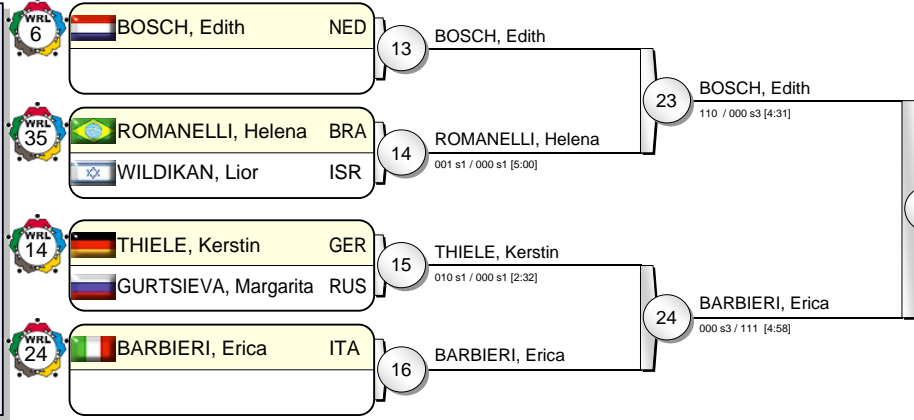 WRL
6
BOSCH, Edith NED
13
BOSCH, Edith
23
BOSCH, Edith
110 / 000 s3 [4:31]
WRL
35
ROMANELLI, Helena BRA
WILDIKAN, Lior ISR
14
ROMANELLI, Helena
001 s1 / 000 s1 [5:00]
WRL
14
THIELE, Kerstin GER
GURTSIEVA, Margarita RUS
15
THIELE, Kerstin
010 s1 / 000 s1 [2:32]
24
BARBIERI, Erica
000 s3 / 111 [4:58]
WRL
24
BARBIERI, Erica ITA
16
BARBIERI, Erica